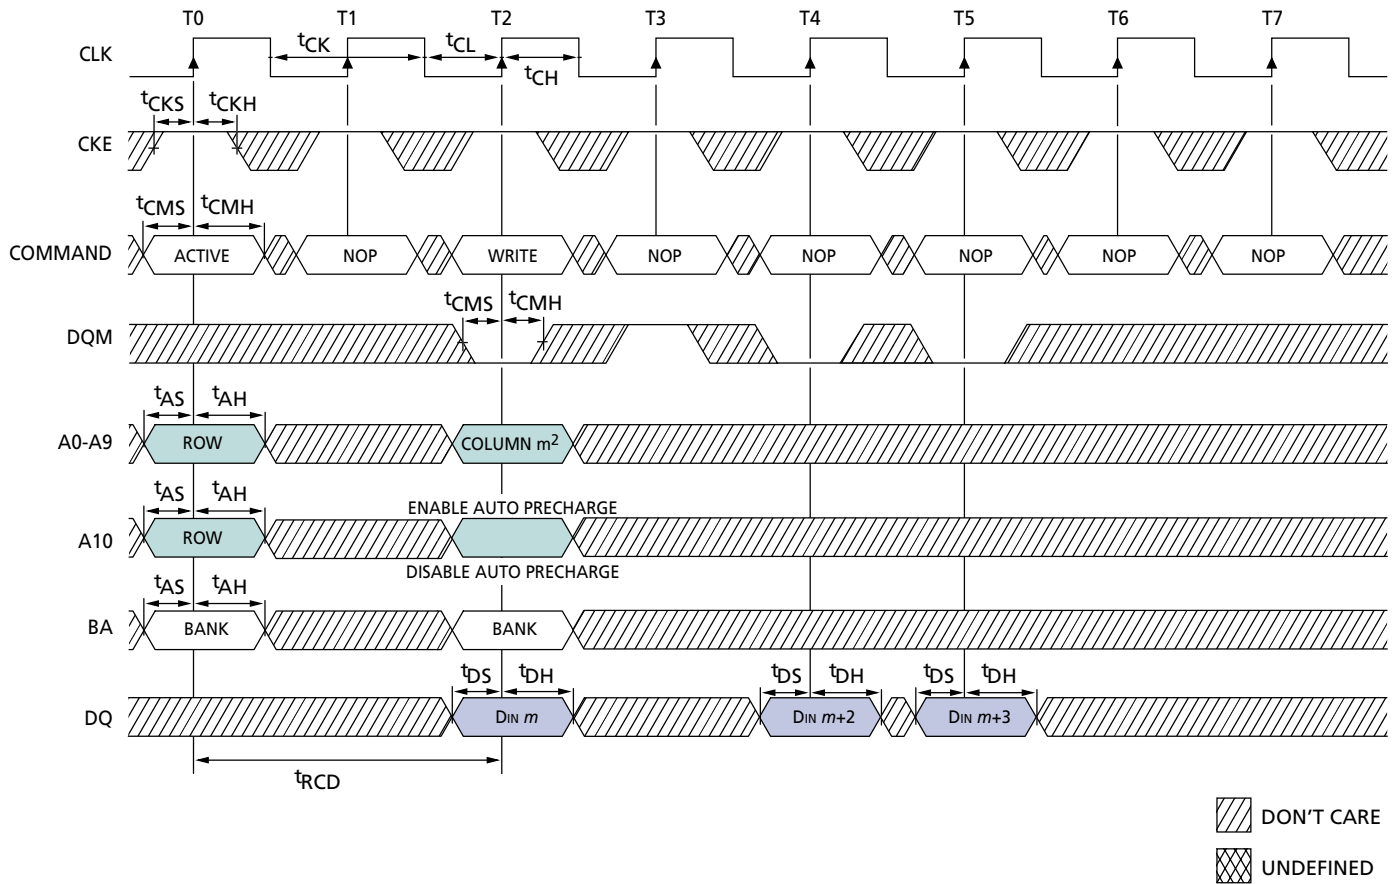 T0 T1 T2 T3 T4 T5 T6 T7
CLK
tCK tCL
tCH
tCKS tCKH
CKE
tCMS tCMH
COMMAND ACTIVE NOP WRITE NOP NOP NOP NOP NOP
tCMS tCMH
DQM
tAS tAH
A0-A9 ROW COLUMN m2
tAS tAH
ENABLE AUTO PRECHARGE
A10 ROW
DISABLE AUTO PRECHARGE
tAS tAH
BA BANK BANK
tDS tDH tDS tDH tDS tDH
DQ DIN m DIN m+2 DIN m+3
tRCD
DON'T CARE
UNDEFINED